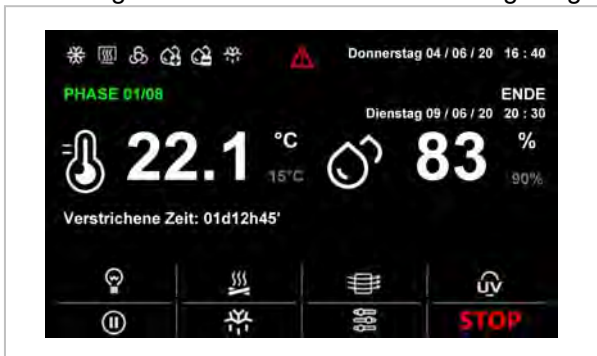 Donnerstag 04 / 06 / 20 16 : 40
PHASE 01/08 ENDE
Dienstag 09 / 06 / 20 20 : 30
22.1 °C 15°C 83 % 90%
Verstrichene Zeit: 01d12h45'
UV
STOP